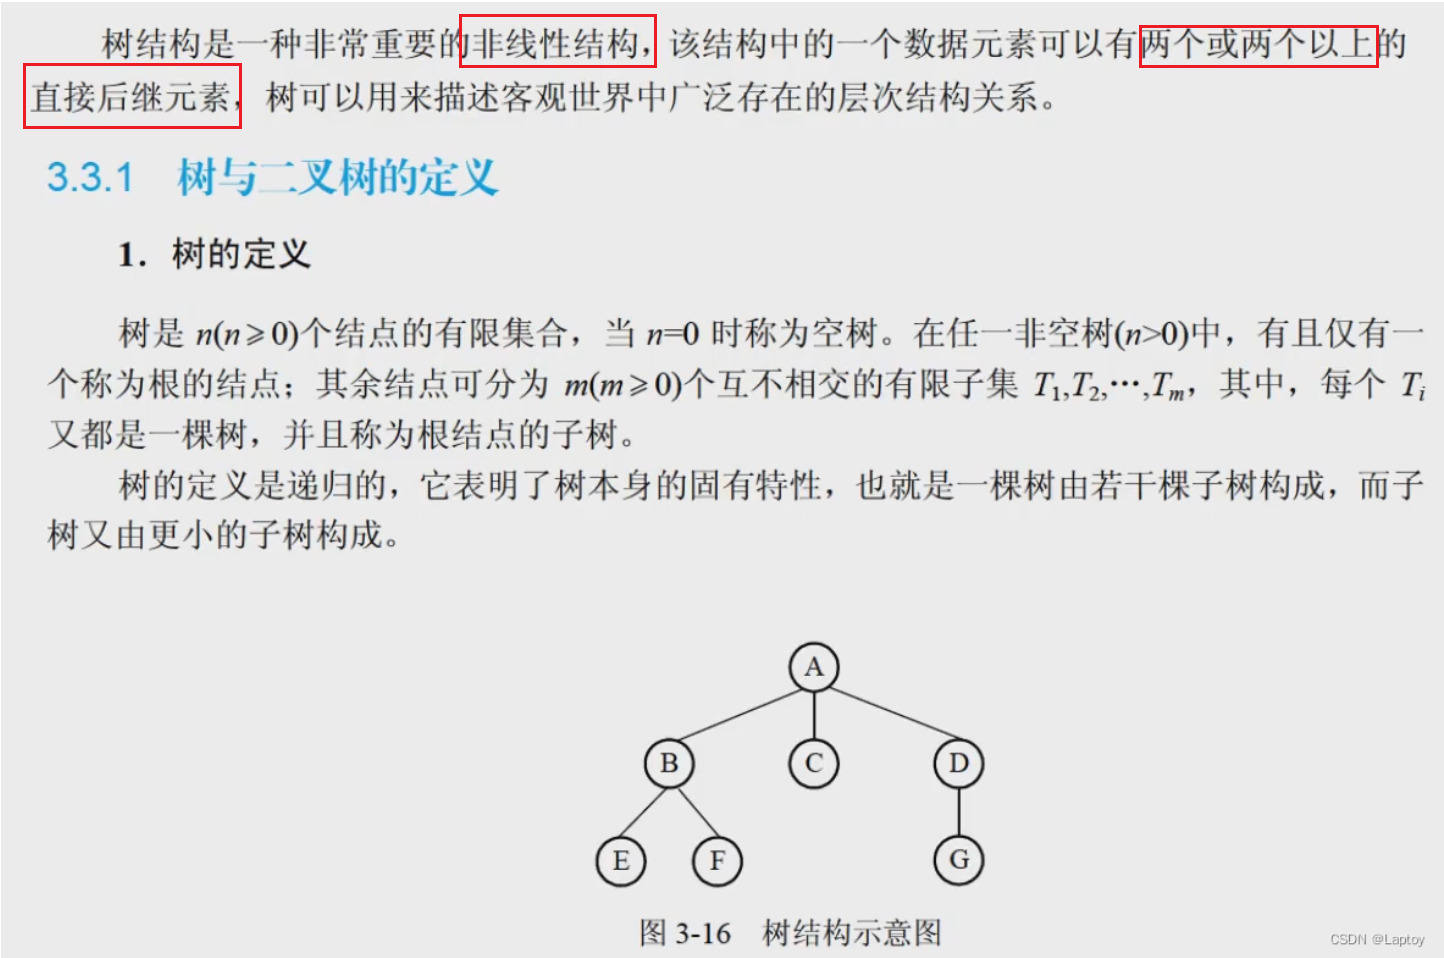 树结构是一种非常重要的非线性结构，该结构中的一个数据元素可以有两个或两个以上的
直接后继元素，树可以用来描述客观世界中广泛存在的层次结构关系。
3.3.1 树与二叉树的定义
1. 树的定义
树是 n(n≥0)个结点的有限集合，当 n=0 时称为空树。在任一非空树(n>0)中，有且仅有一
个称为根的结点；其余结点可分为 m(m≥0)个互不相交的有限子集 T₁,T₂,…,Tₘ，其中，每个 Tᵢ
又都是一棵树，并且称为根结点的子树。
树的定义是递归的，它表明了树本身的固有特性，也就是一棵树由若干棵子树构成，而子
树又由更小的子树构成。
A
B C D
E F G
图 3-16 树结构示意图
CSDN @Laptoy